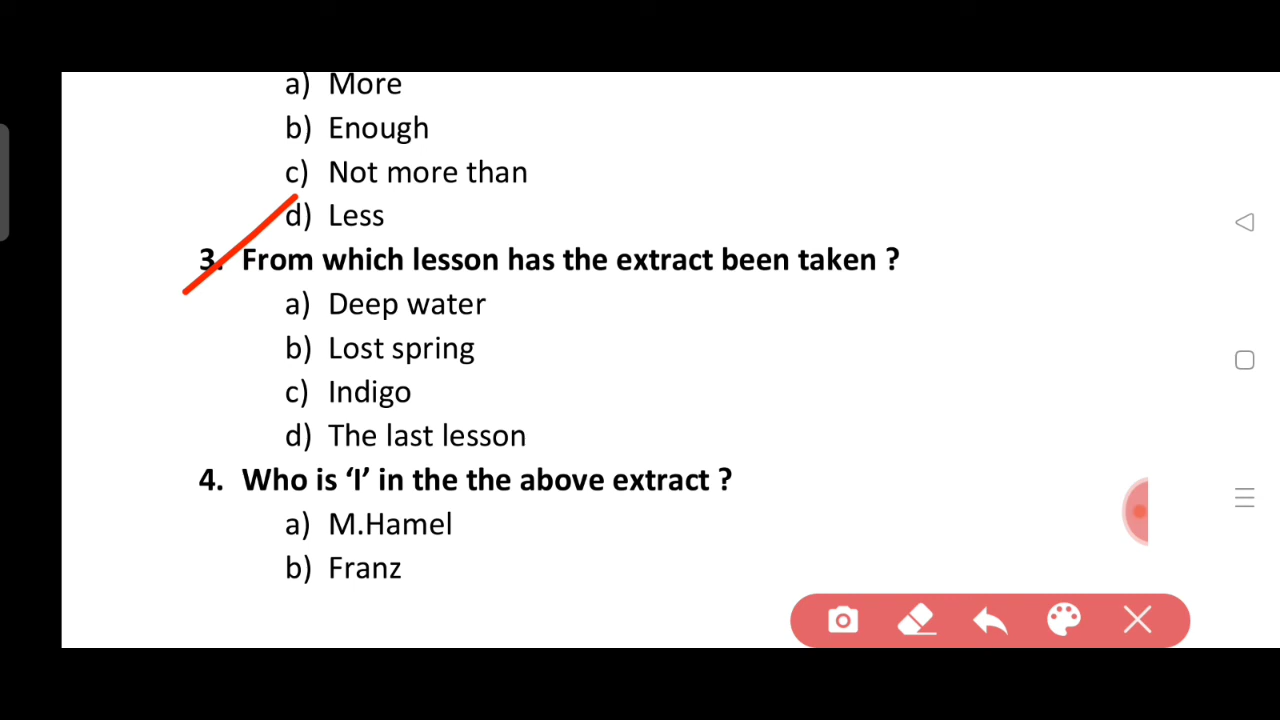 a) More
b) Enough
c) Not more than
d) Less
3. From which lesson has the extract been taken ?
a) Deep water
b) Lost spring
c) Indigo
d) The last lesson
4. Who is ‘I’ in the the above extract ?
a) M.Hamel
b) Franz